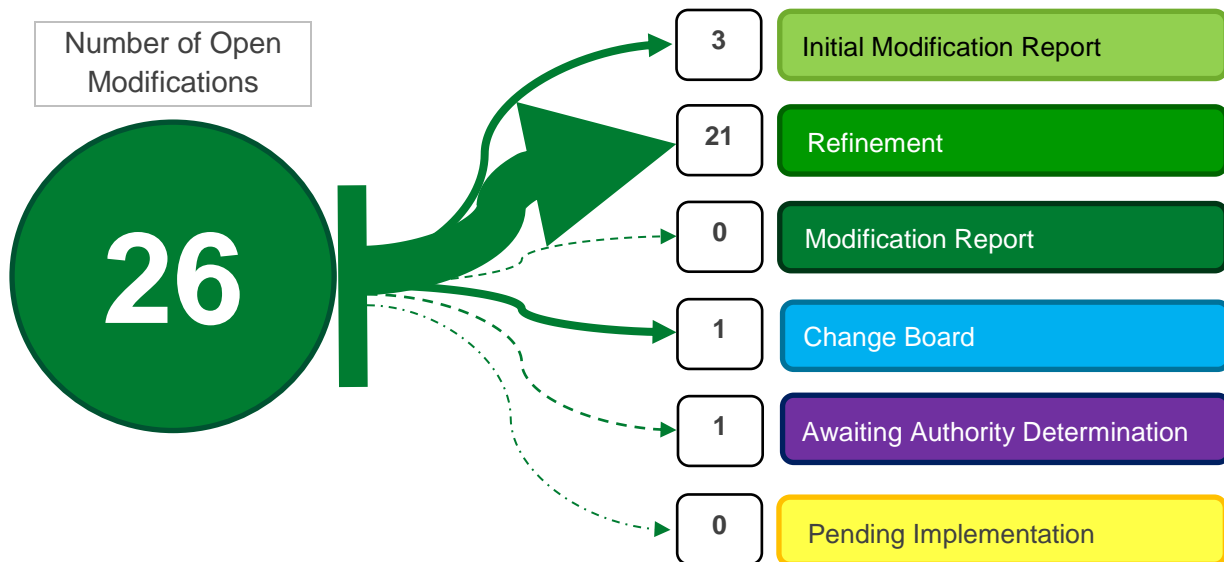 Number of Open
Modifications
26
3
Initial Modification Report
21
Refinement
0
Modification Report
1
Change Board
1
Awaiting Authority Determination
0
Pending Implementation